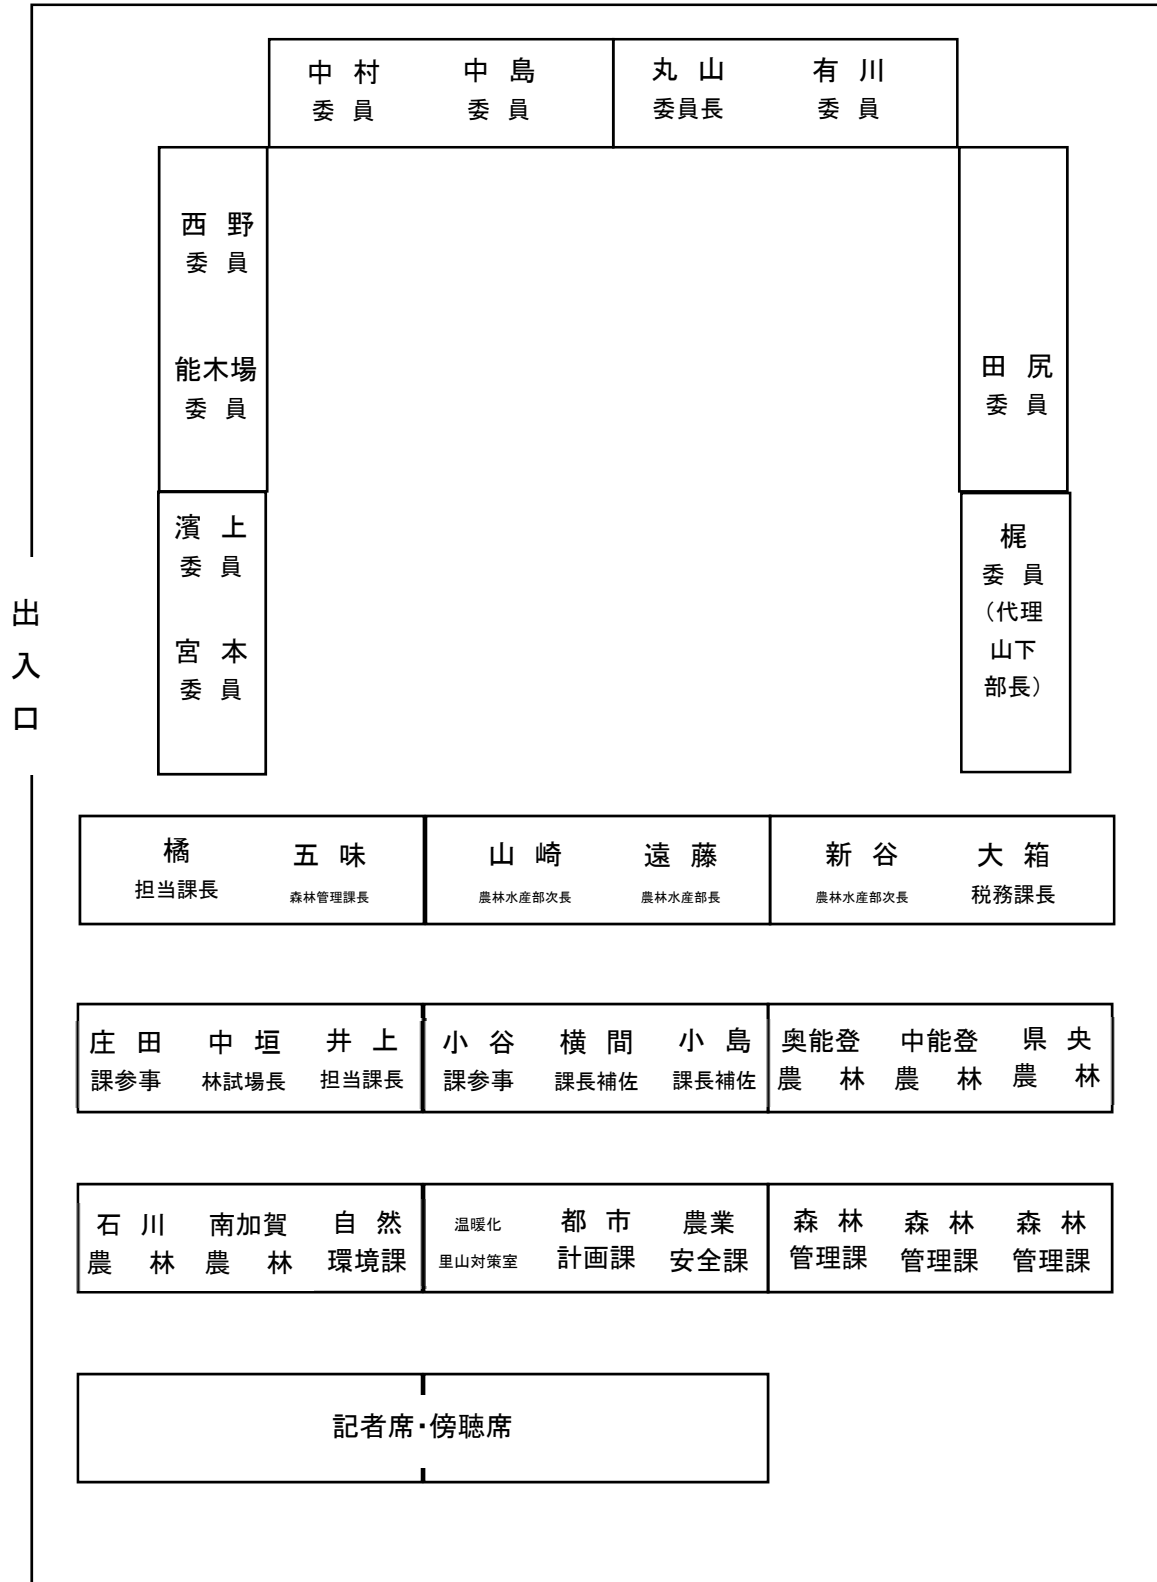 中 村 中 島 丸 山 有 川
委 員 委 員 委員長 委 員
西 野
委 員
能木場
委 員
田 尻
委 員
濱 上
委 員
宮 本
委 員
梶
委 員
（代理
山下
部長）
出
入
口
橘 五 味 山 崎 遠 藤 新 谷 大 箱
担当課長 森林管理課長 農林水産部次長 農林水産部長 農林水産部次長 税務課長
庄 田 中 垣 井 上 小 谷 横 間 小 島 奥能登 中能登 県 央
課参事 林試場長 担当課長 課参事 課長補佐 課長補佐 農 林 農 林 農 林
石 川 南加賀 自 然 温暖化 都 市 農業 森 林 森 林 森 林
農 林 農 林 環境課 里山対策室 計画課 安全課 管理課 管理課 管理課
記者席・傍聴席